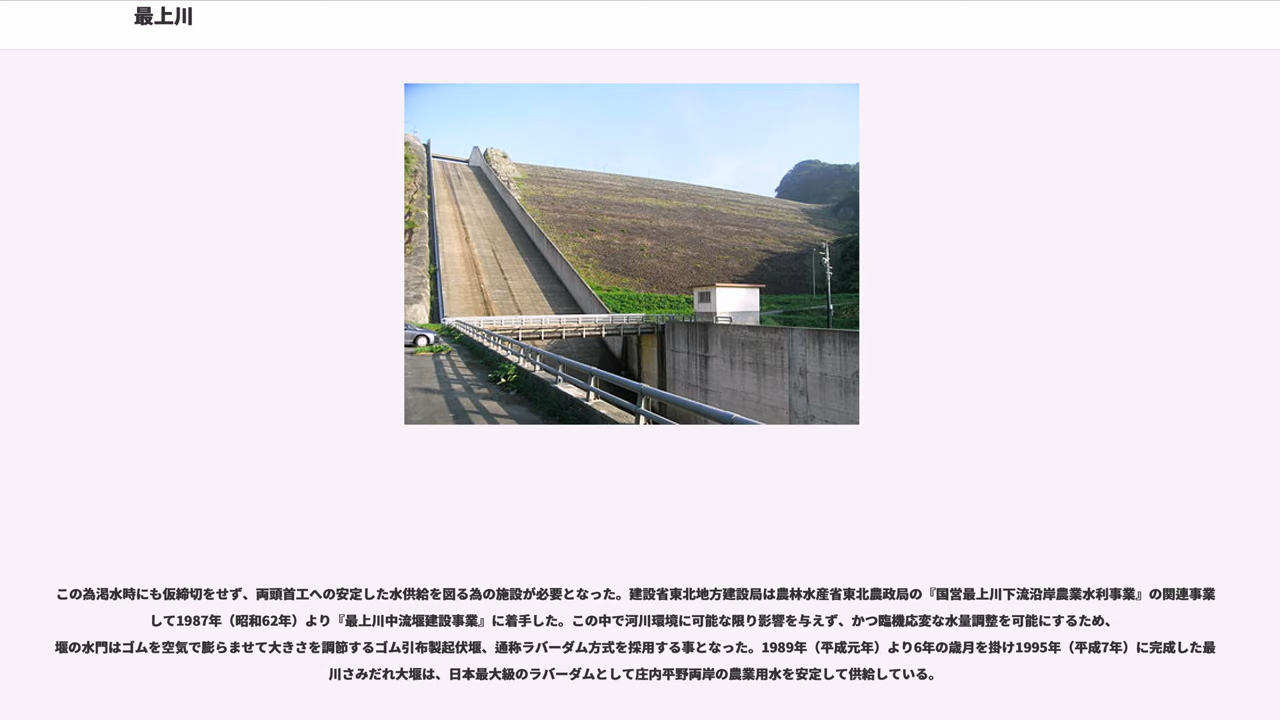 最上川
この為渇水時にも仮締切をせず、両頭首工への安定した水供給を図る為の施設が必要となった。建設省東北地方建設局は農林水産省東北農政局の『国営最上川下流沿岸農業水利事業』の関連事業
して1987年（昭和62年）より『最上川中流堰建設事業』に着手した。この中で河川環境に可能な限り影響を与えず、かつ臨機応変な水量調整を可能にするため、
堰の水門はゴムを空気で膨らませて大きさを調節するゴム引布製起伏堰、通称ラバーダム方式を採用する事となった。1989年（平成元年）より6年の歳月を掛け1995年（平成7年）に完成した最
川さみだれ大堰は、日本最大級のラバーダムとして庄内平野両岸の農業用水を安定して供給している。